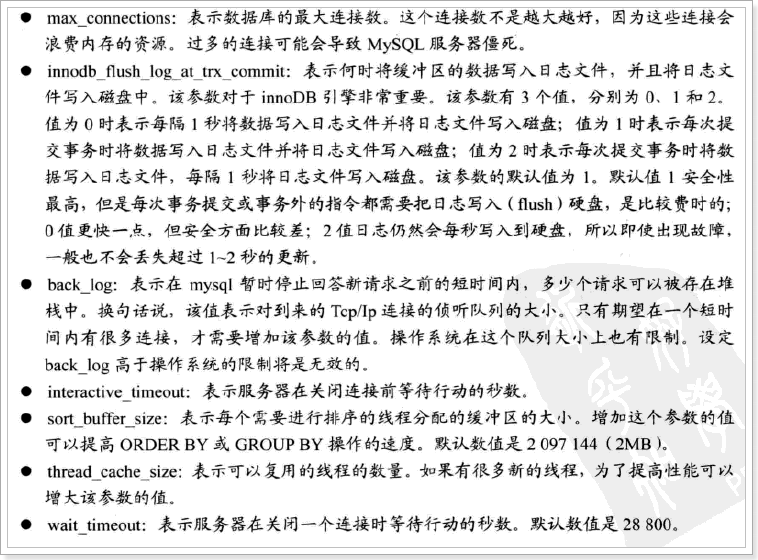 ● max_connections：表示数据库的最大连接数。这个连接数不是越大越好，因为这些连接会
浪费内存的资源。过多的连接可能会导致 MySQL 服务器僵死。
● innodb_flush_log_at_trx_commit：表示何时将缓冲区的数据写入日志文件，并且将日志文
件写入磁盘中。该参数对于 innoDB 引擎非常重要。该参数有 3 个值，分别为 0、1 和 2。
值为 0 时表示每隔 1 秒将数据写入日志文件并将日志文件写入磁盘；值为 1 时表示每次提
交事务时将数据写入日志文件并将日志文件写入磁盘；值为 2 时表示每次提交事务时将数
据写入日志文件，每隔 1 秒将日志文件写入磁盘。该参数的默认值为 1。默认值 1 安全性
最高，但是每次事务提交或事务外的指令都需要把日志写入（flush）硬盘，是比较费时的；
0 值更快一点，但安全方面比较差；2 值日志仍然会每秒写入到硬盘，所以即使出现故障，
一般也不会丢失超过 1~2 秒的更新。
● back_log：表示在 mysql 暂时停止回答新请求之前的短时间内，多少个请求可以被存在堆
栈中。换句话说，该值表示对到来的 Tcp/Ip 连接的侦听队列的大小。只有期望在一个短时
间内有很多连接，才需要增加该参数的值。操作系统在这个队列大小上也有限制。设定
back_log 高于操作系统的限制将是无效的。
● interactive_timeout：表示服务器在关闭连接前等待行动的秒数。
● sort_buffer_size：表示每个需要进行排序的线程分配的缓冲区的大小。增加这个参数的值
可以提高 ORDER BY 或 GROUP BY 操作的速度。默认数值是 2 097 144（2MB）。
● thread_cache_size：表示可以复用的线程的数量。如果有很多新的线程，为了提高性能可以
增大该参数的值。
● wait_timeout：表示服务器在关闭一个连接时等待行动的秒数。默认数值是 28 800。